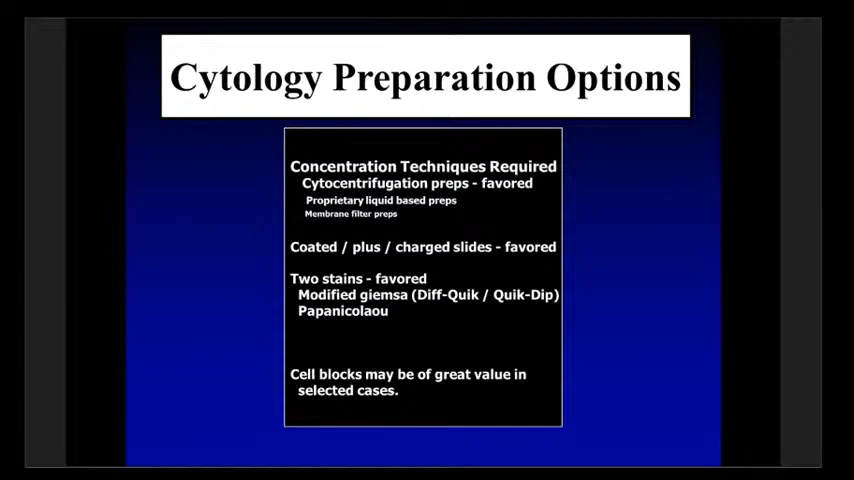 Cytology Preparation Options
Concentration Techniques Required
Cytocentrifugation preps - favored
Proprietary liquid based preps
Membrane filter preps
Coated / plus / charged slides - favored
Two stains - favored
Modified giemsa (Diff-Quik / Quik-Dip)
Papanicolaou
Cell blocks may be of great value in
selected cases.